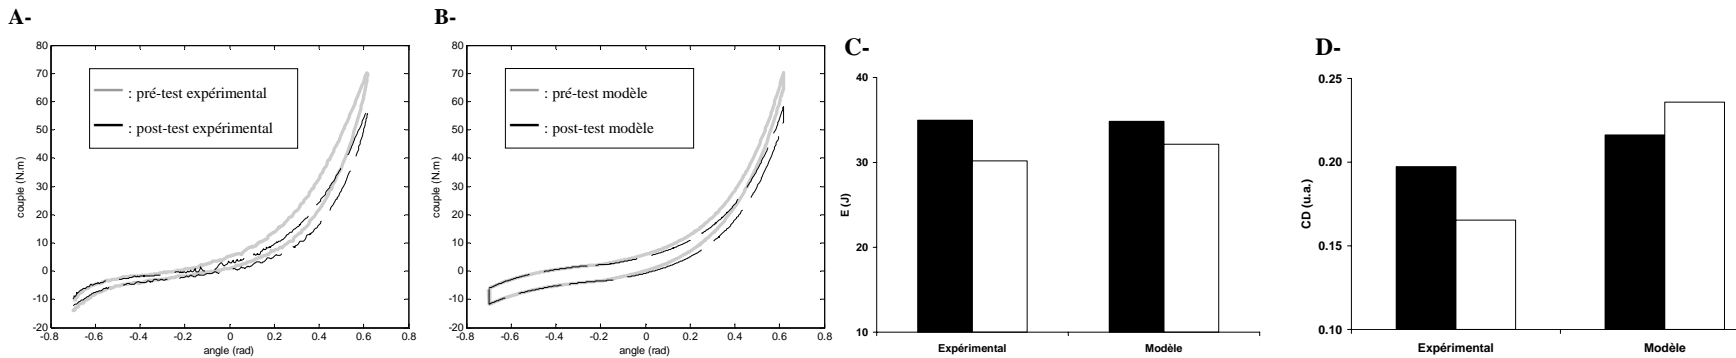 A-
80
70
60
50
40
30
20
10
0
-10
-20
-0.8
-0.6
-0.4
-0.2
0
0.2
0.4
0.6
0.8
couple (N.m)
angle (rad)
: pré-test expérimental
: post-test expérimental
B-
80
70
60
50
40
30
20
10
0
-10
-20
-0.8
-0.6
-0.4
-0.2
0
0.2
0.4
0.6
0.8
couple (N.m)
angle (rad)
: pré-test modèle
: post-test modèle
C-
40
30
20
10
E (J)
Expérimental
Modèle
D-
0.25
0.20
0.15
0.10
CD (u.a.)
Expérimental
Modèle